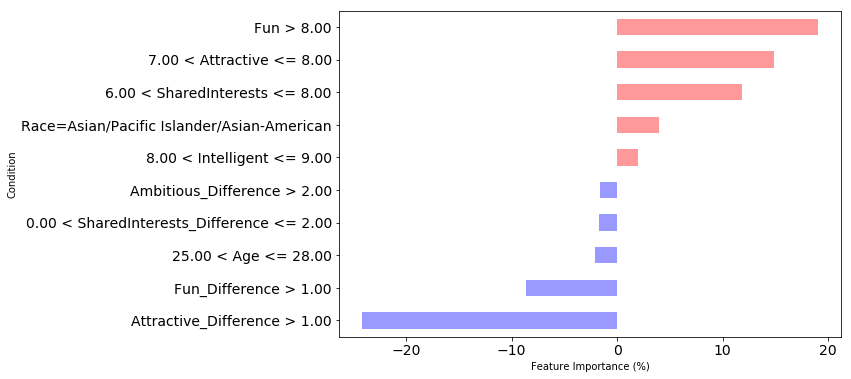 Fun > 8.00
7.00 < Attractive <= 8.00
6.00 < SharedInterests <= 8.00
Race=Asian/Pacific Islander/Asian-American
8.00 < Intelligent <= 9.00
Ambitious_Difference > 2.00
0.00 < SharedInterests_Difference <= 2.00
25.00 < Age <= 28.00
Fun_Difference > 1.00
Attractive_Difference > 1.00
Condition
−20 −10 0 10 20
Feature Importance (%)